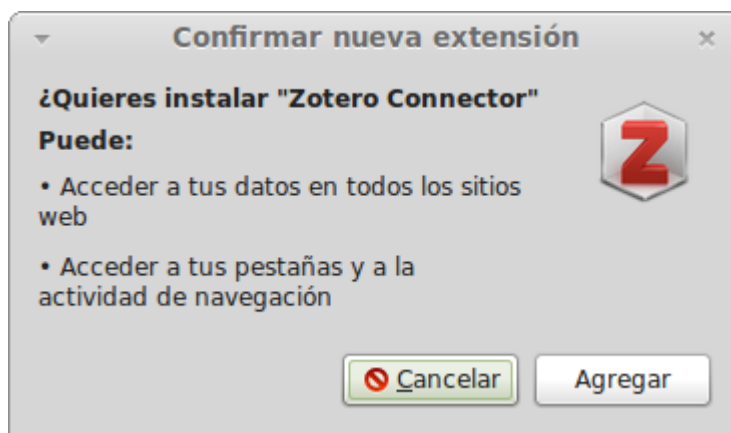 Confirmar nueva extensión
¿Quieres instalar "Zotero Connector"
Puede:
• Acceder a tus datos en todos los sitios
web
• Acceder a tus pestañas y a la
actividad de navegación
Z
Cancelar
Agregar